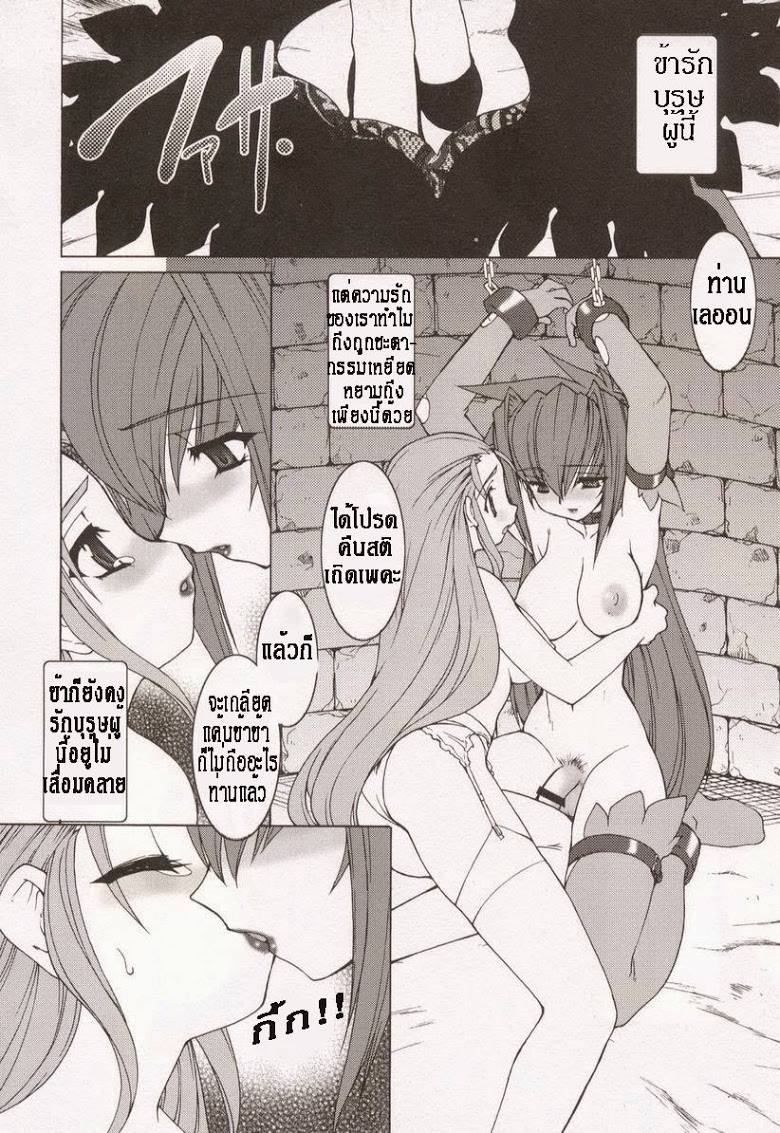 ข้ารัก
บุรุษ
ผู้นี้
ฟาส.
ท่าน
เลออน
แต่ความรัก
ของเราทำไม
ถึงถูกชะตา-
กรรมเหยียด
หยามถึง
เพียงนี้ด้วย
ได้โปรด
คืนสติ
เถิดเพคะ
แล้วก็
จะเกลียด
แค้นข้าข้า
ก็ไม่ถืออะไร
ท่านแล้ว
ข้าก็ยังคง
รักบุรุษผู้
นี้อยู่ไม่
เสื่อมคลาย
กึ้ก!!